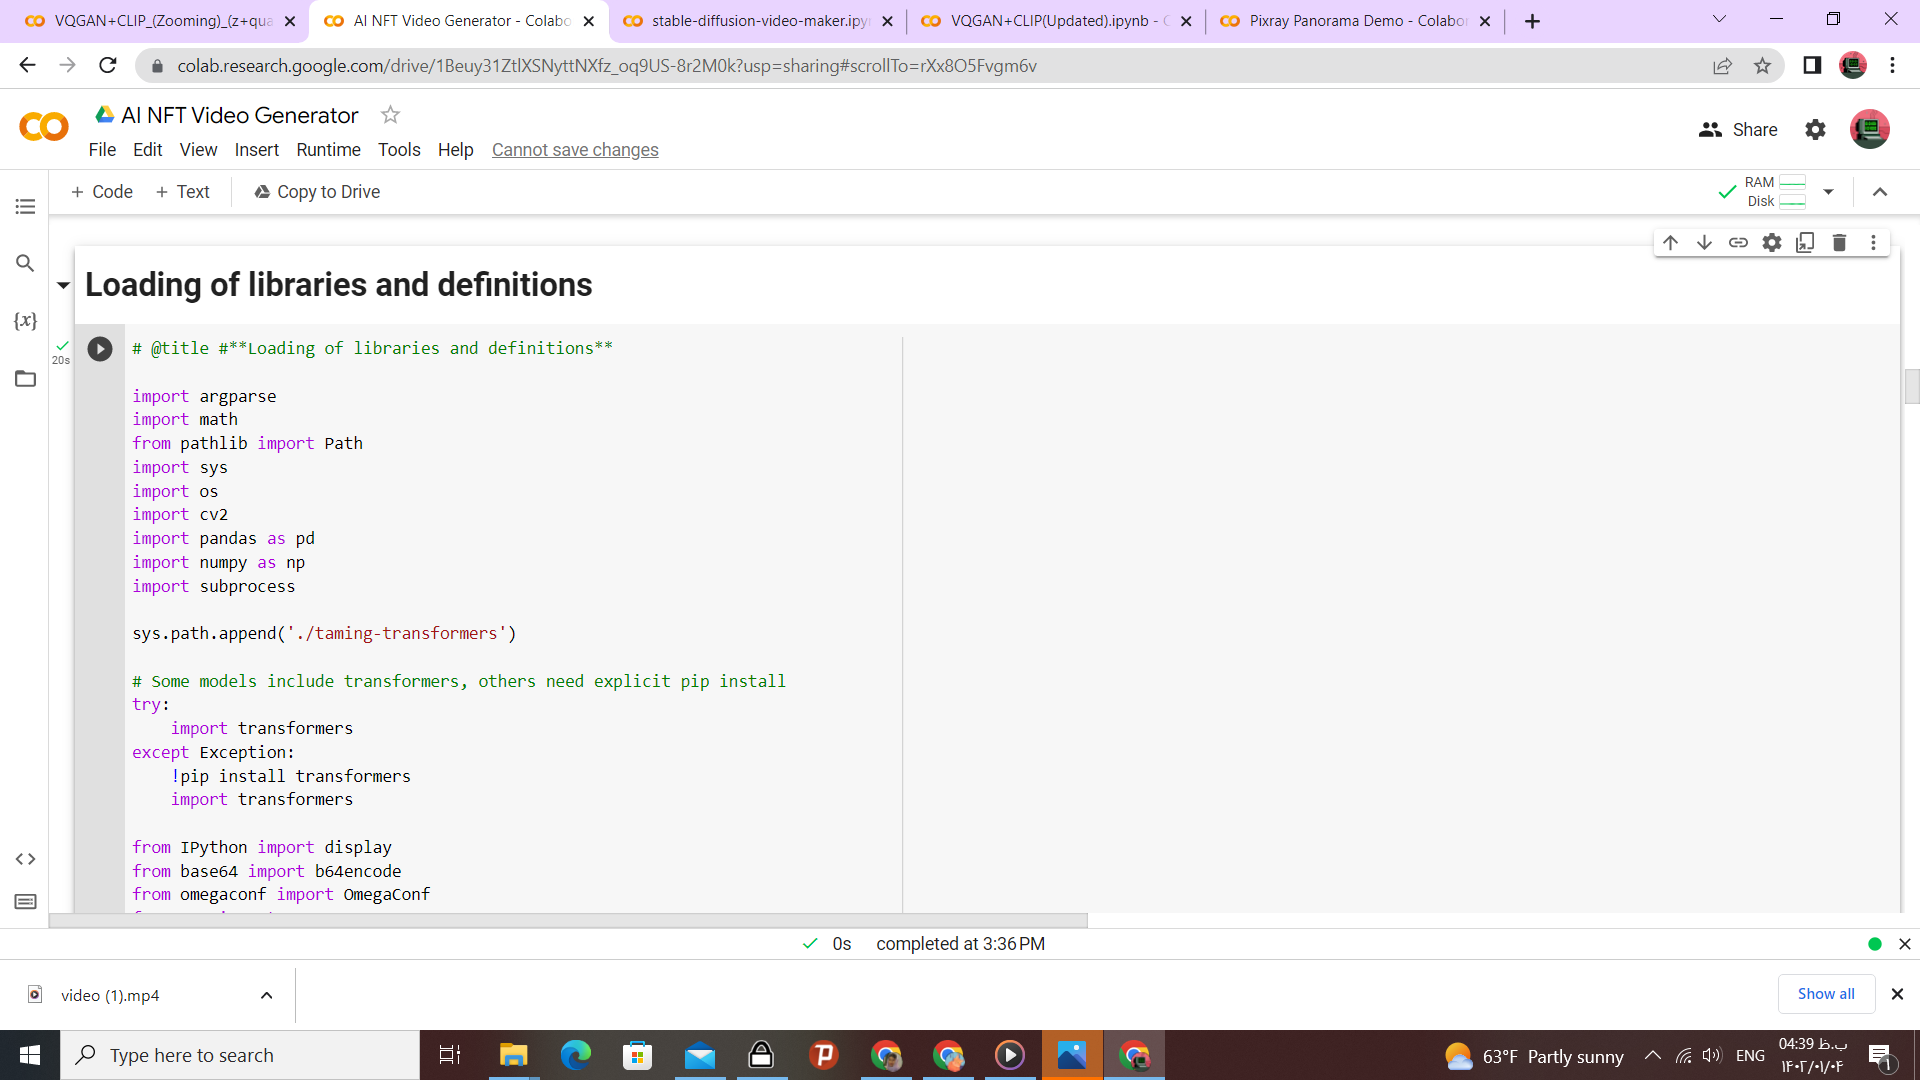 VQGAN+CLIP_(Zooming)_(z+qua
AI NFT Video Generator - Colabo
stable-diffusion-video-maker.ipy
VQGAN+CLIP(Updated).ipynb - C
Pixray Panorama Demo - Colabor
colab.research.google.com/drive/1Beuy31ZtlXSNyttNXfz_oq9US-8r2M0k?usp=sharing#scrollTo=rXx8O5Fvgm6v
AI NFT Video Generator
File Edit View Insert Runtime Tools Help Cannot save changes
Share
+ Code + Text Copy to Drive
RAM
Disk
Loading of libraries and definitions
20s
# @title #**Loading of libraries and definitions**
import argparse
import math
from pathlib import Path
import sys
import os
import cv2
import pandas as pd
import numpy as np
import subprocess
sys.path.append('./taming-transformers')
# Some models include transformers, others need explicit pip install
try:
    import transformers
except Exception:
    !pip install transformers
    import transformers
from IPython import display
from base64 import b64encode
from omegaconf import OmegaConf
0s completed at 3:36 PM
video (1).mp4
Show all
Type here to search
63°F Partly sunny
ENG
04:39 ب.ظ
۱۴۰۲/۰۱/۰۴
۱